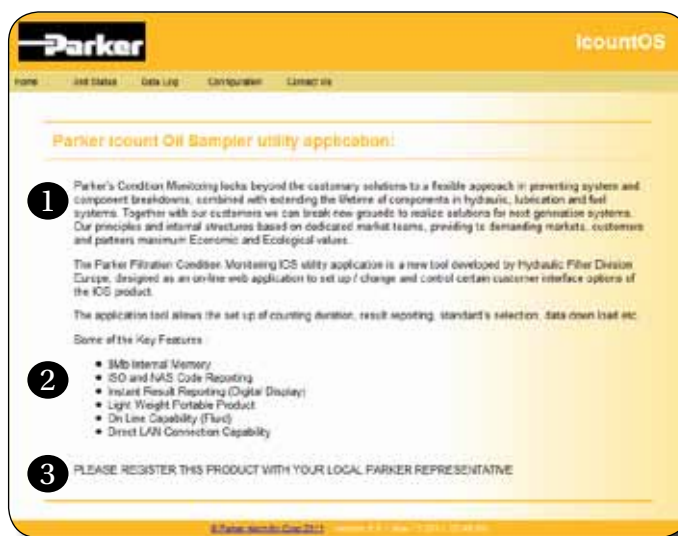 Parker
IcountOS
Home Unit Status Data Log Configuration Contact Us
Parker Icount Oil Sampler utility application:
1
Parker's Condition Monitoring looks beyond the customary solutions to a flexible approach in preventing system and
component breakdowns, combined with extending the lifetime of components in hydraulic, lubrication and fuel
systems. Together with our customers we can break new grounds to realize solutions for next generation systems.
Our principles and internal structures based on dedicated market teams, providing to demanding markets, customers
and partners maximum Economic and Ecological values.
The Parker Filtration Condition Monitoring IOS utility application is a new tool developed by Hydraulic Filter Division
Europe, designed as an on-line web application to set up / change and control certain customer interface options of
the IOS product.
The application tool allows the set up of counting duration, result reporting, standard's selection, data down load etc.
Some of the Key Features
2
Internal Memory
ISO and NAS Code Reporting
Instant Result Reporting (Digital Display)
Light Weight Portable Product
On Line Capability (Fluid)
Direct LAN Connection Capability
3
PLEASE REGISTER THIS PRODUCT WITH YOUR LOCAL PARKER REPRESENTATIVE
© Parker Hannifin Corp 2011